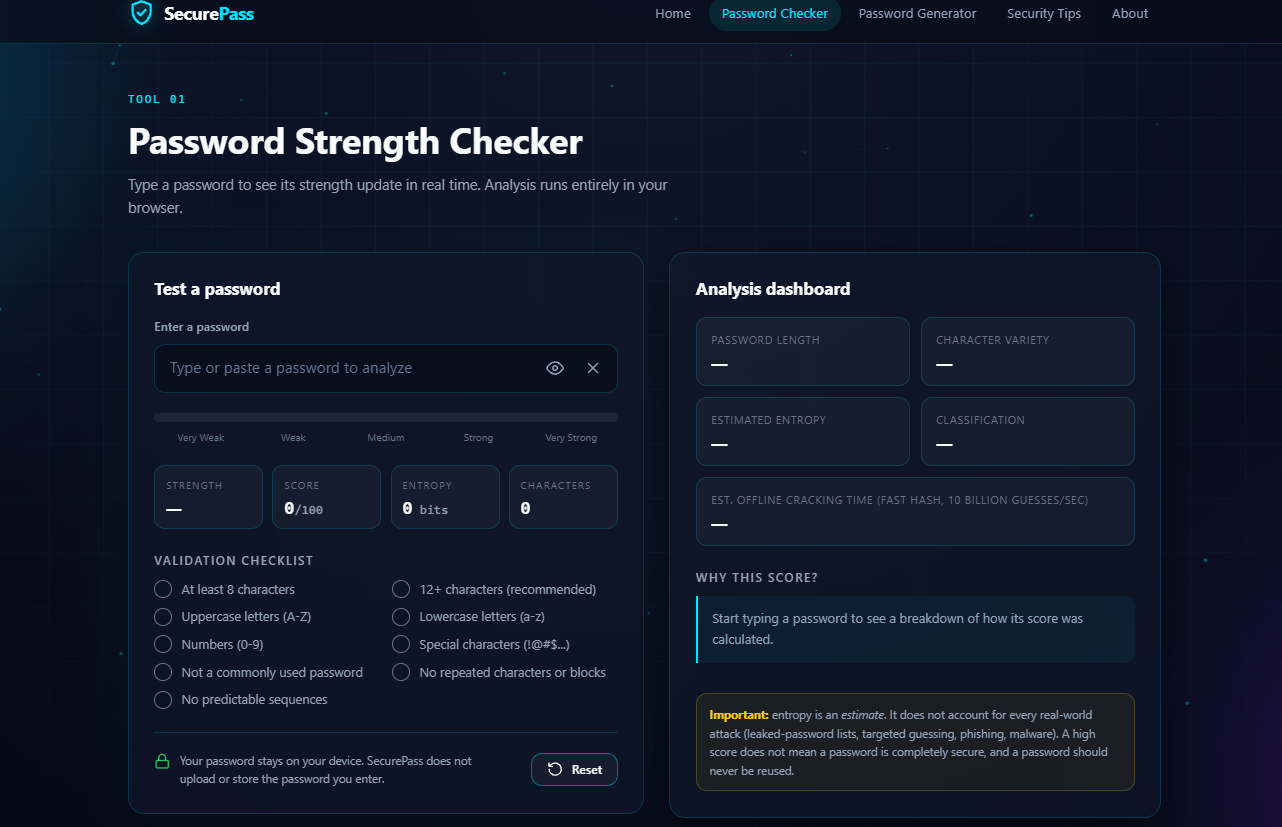 SecurePass
Home Password Checker Password Generator Security Tips About
TOOL 01
Password Strength Checker
Type a password to see its strength update in real time. Analysis runs entirely in your
browser.
Test a password
Enter a password
Type or paste a password to analyze
Very Weak Weak Medium Strong Very Strong
STRENGTH SCORE ENTROPY CHARACTERS
— 0/100 0 bits 0
VALIDATION CHECKLIST
At least 8 characters 12+ characters (recommended)
Uppercase letters (A-Z) Lowercase letters (a-z)
Numbers (0-9) Special characters (!@#$...)
Not a commonly used password No repeated characters or blocks
No predictable sequences
Your password stays on your device. SecurePass does not
upload or store the password you enter.
Reset
Analysis dashboard
PASSWORD LENGTH CHARACTER VARIETY
— —
ESTIMATED ENTROPY CLASSIFICATION
— —
EST. OFFLINE CRACKING TIME (FAST HASH, 10 BILLION GUESSES/SEC)
—
WHY THIS SCORE?
Start typing a password to see a breakdown of how its score was
calculated.
Important: entropy is an estimate. It does not account for every real-world
attack (leaked-password lists, targeted guessing, phishing, malware). A high
score does not mean a password is completely secure, and a password should
never be reused.